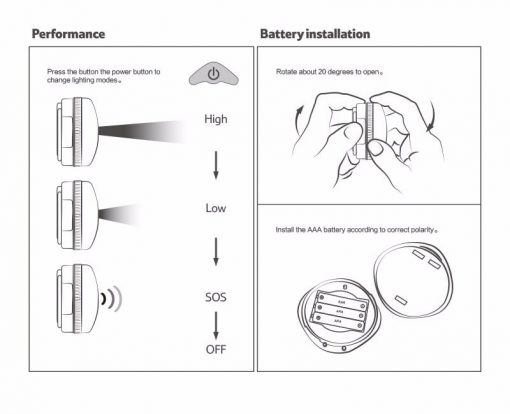 Performance
Press the button the power button to
change lighting modes。
High
Low
SOS
OFF
Battery installation
Rotate about 20 degrees to open。
Install the AAA battery according to correct polarity。
AAA
AAA
AAA